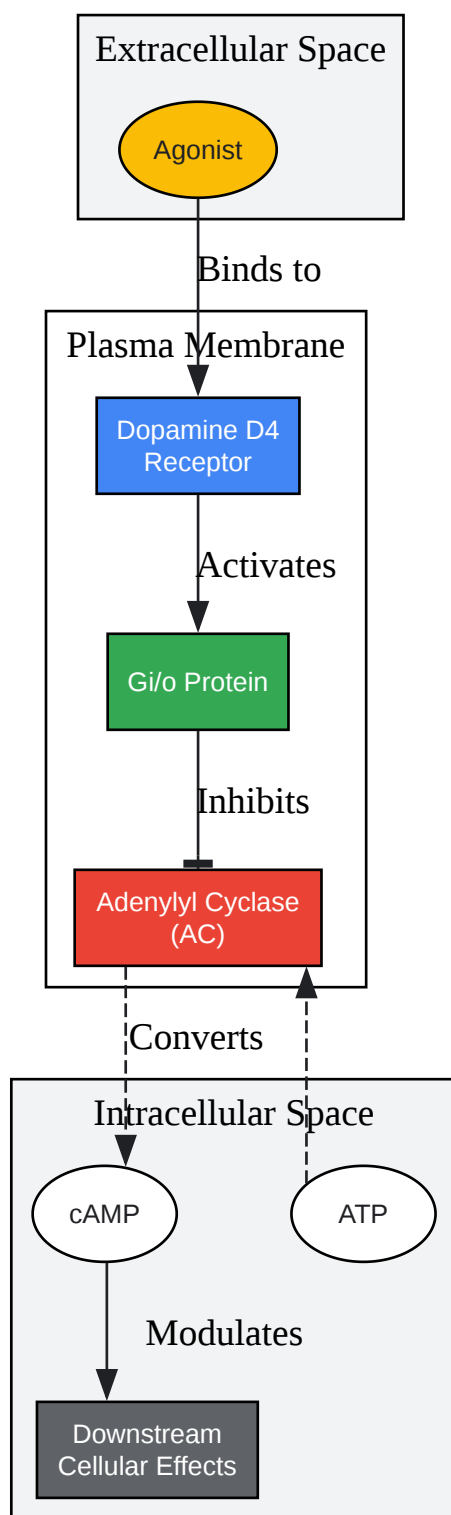 Extracellular Space
Agonist
Binds to
Plasma Membrane
Dopamine D4
Receptor
Activates
Gi/o Protein
Inhibits
Adenylyl Cyclase
(AC)
Converts
Intracellular Space
cAMP
ATP
Modulates
Downstream
Cellular Effects